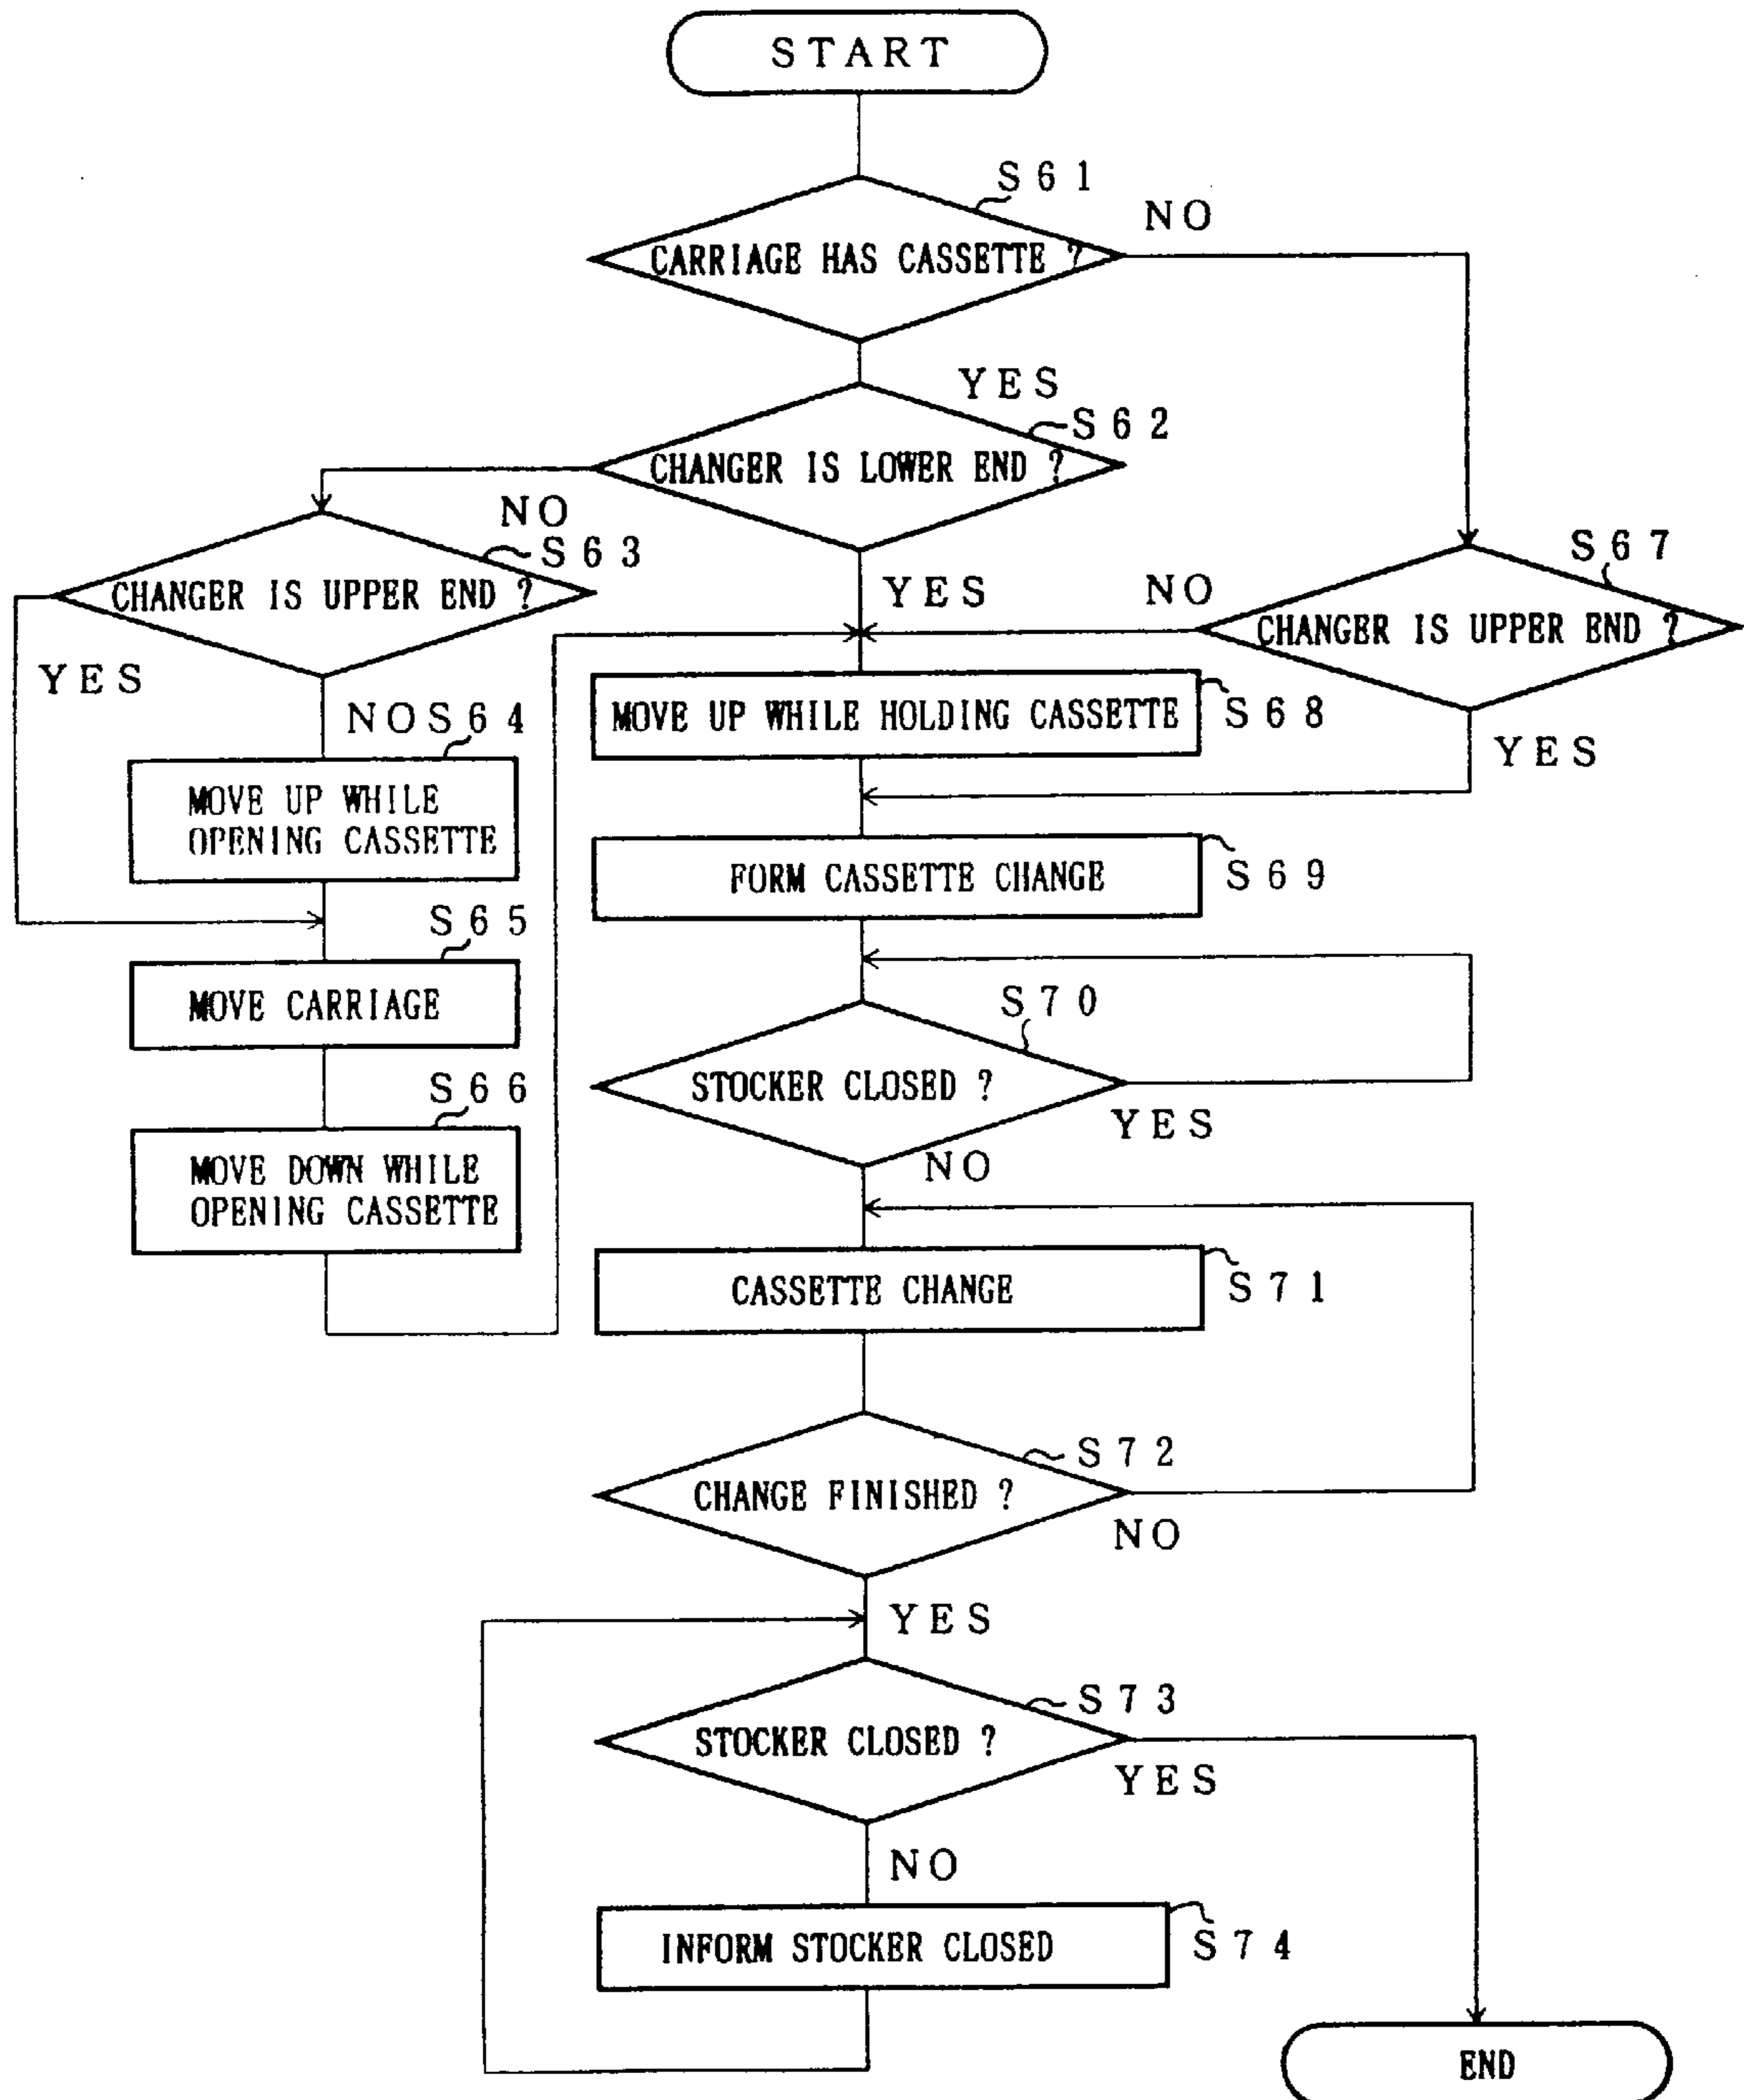 START
S61
NO
CARRIAGE HAS CASSETTE ?
YES
S62
CHANGER IS LOWER END ?
NO
S63
CHANGER IS UPPER END ?
YES
S67
NO
CHANGER IS UPPER END ?
YES
NO S64
MOVE UP WHILE HOLDING CASSETTE
S68
YES
MOVE UP WHILE
OPENING CASSETTE
FORM CASSETTE CHANGE
S69
S65
MOVE CARRIAGE
S70
STOCKER CLOSED ?
YES
NO
S66
MOVE DOWN WHILE
OPENING CASSETTE
CASSETTE CHANGE
S71
S72
CHANGE FINISHED ?
NO
YES
S73
STOCKER CLOSED ?
YES
NO
INFORM STOCKER CLOSED
S74
END